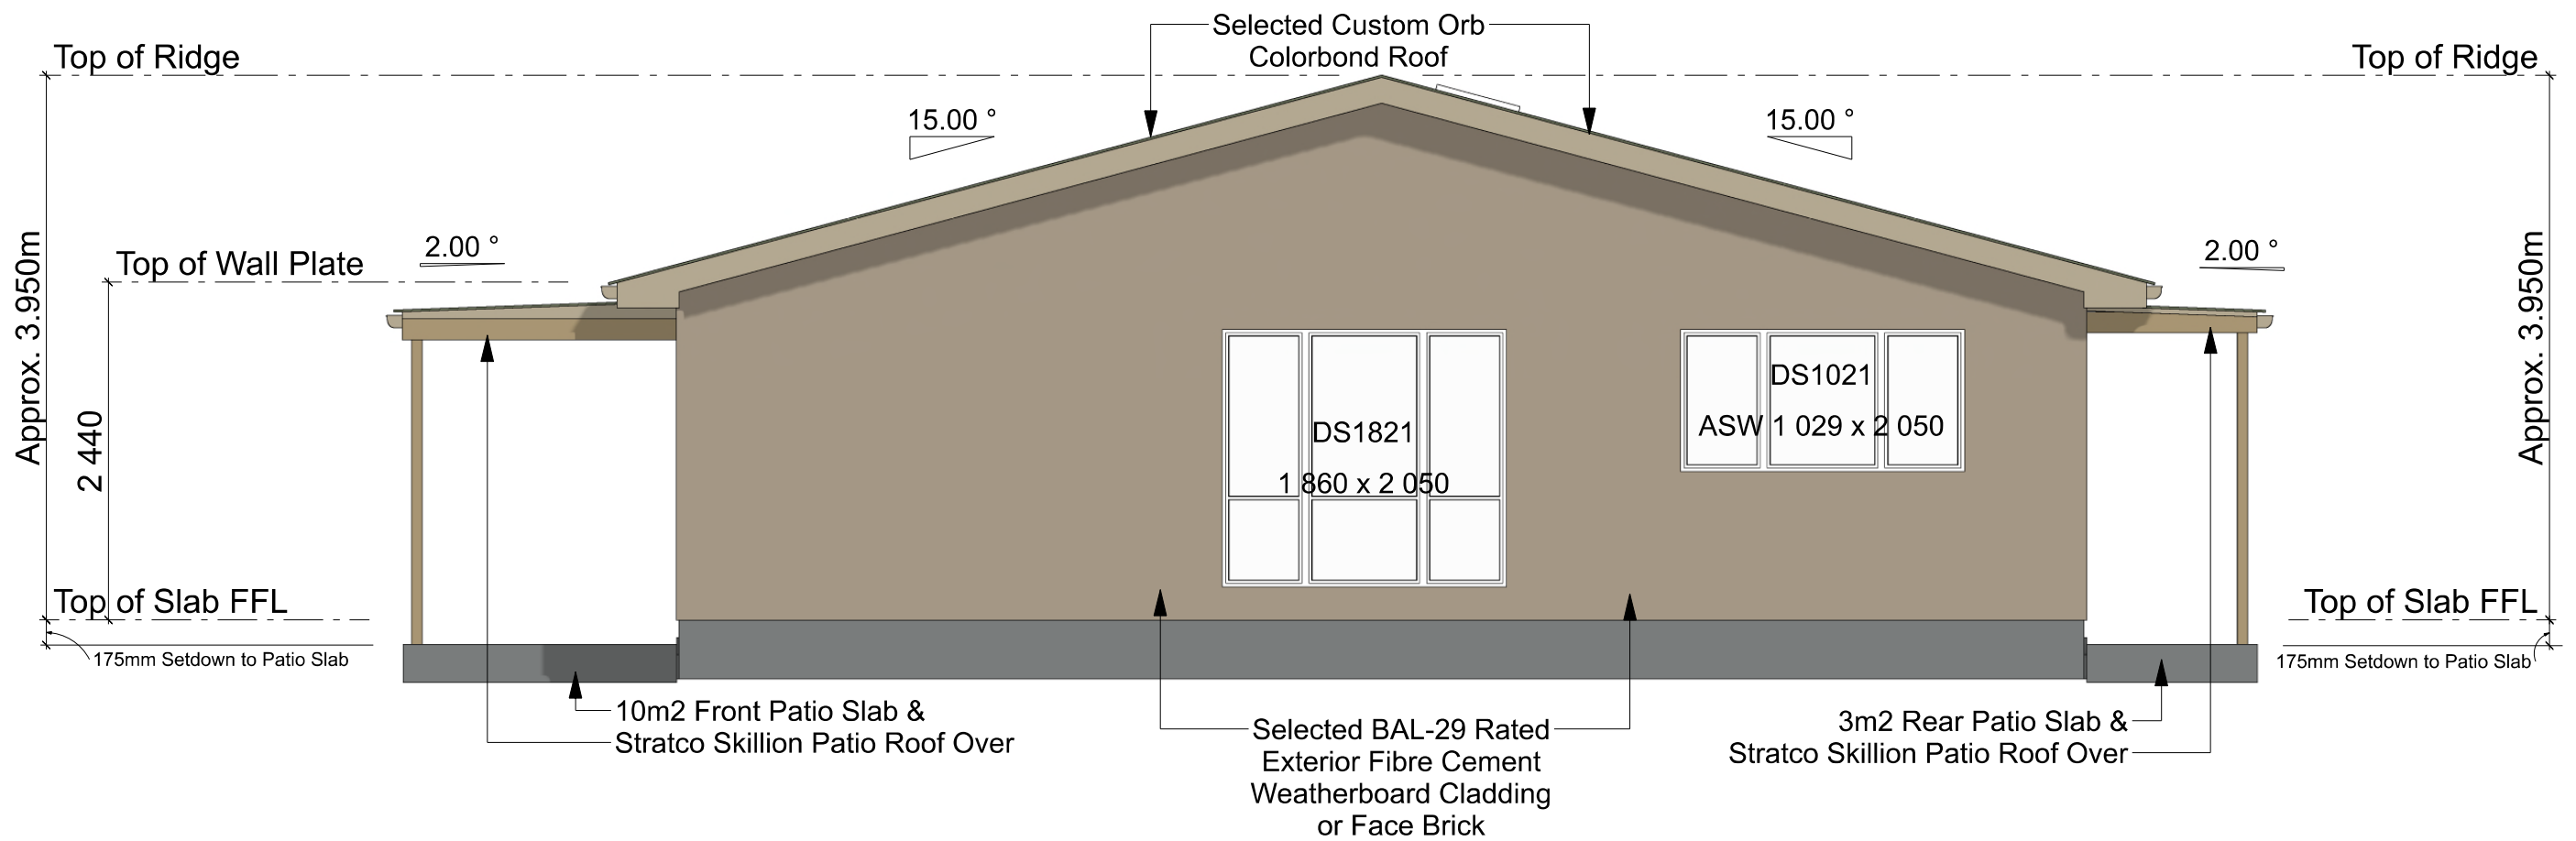 Selected Custom Orb
Colorbond Roof
Top of Ridge
Top of Ridge
15.00 °
15.00 °
2.00 °
2.00 °
Top of Wall Plate
Approx. 3.950m
2 440
Approx. 3.950m
DS1021
ASW 1 029 x 2 050
DS1821
1 860 x 2 050
Top of Slab FFL
Top of Slab FFL
175mm Setdown to Patio Slab
175mm Setdown to Patio Slab
10m2 Front Patio Slab &
Stratco Skillion Patio Roof Over
Selected BAL-29 Rated
Exterior Fibre Cement
Weatherboard Cladding
or Face Brick
3m2 Rear Patio Slab &
Stratco Skillion Patio Roof Over